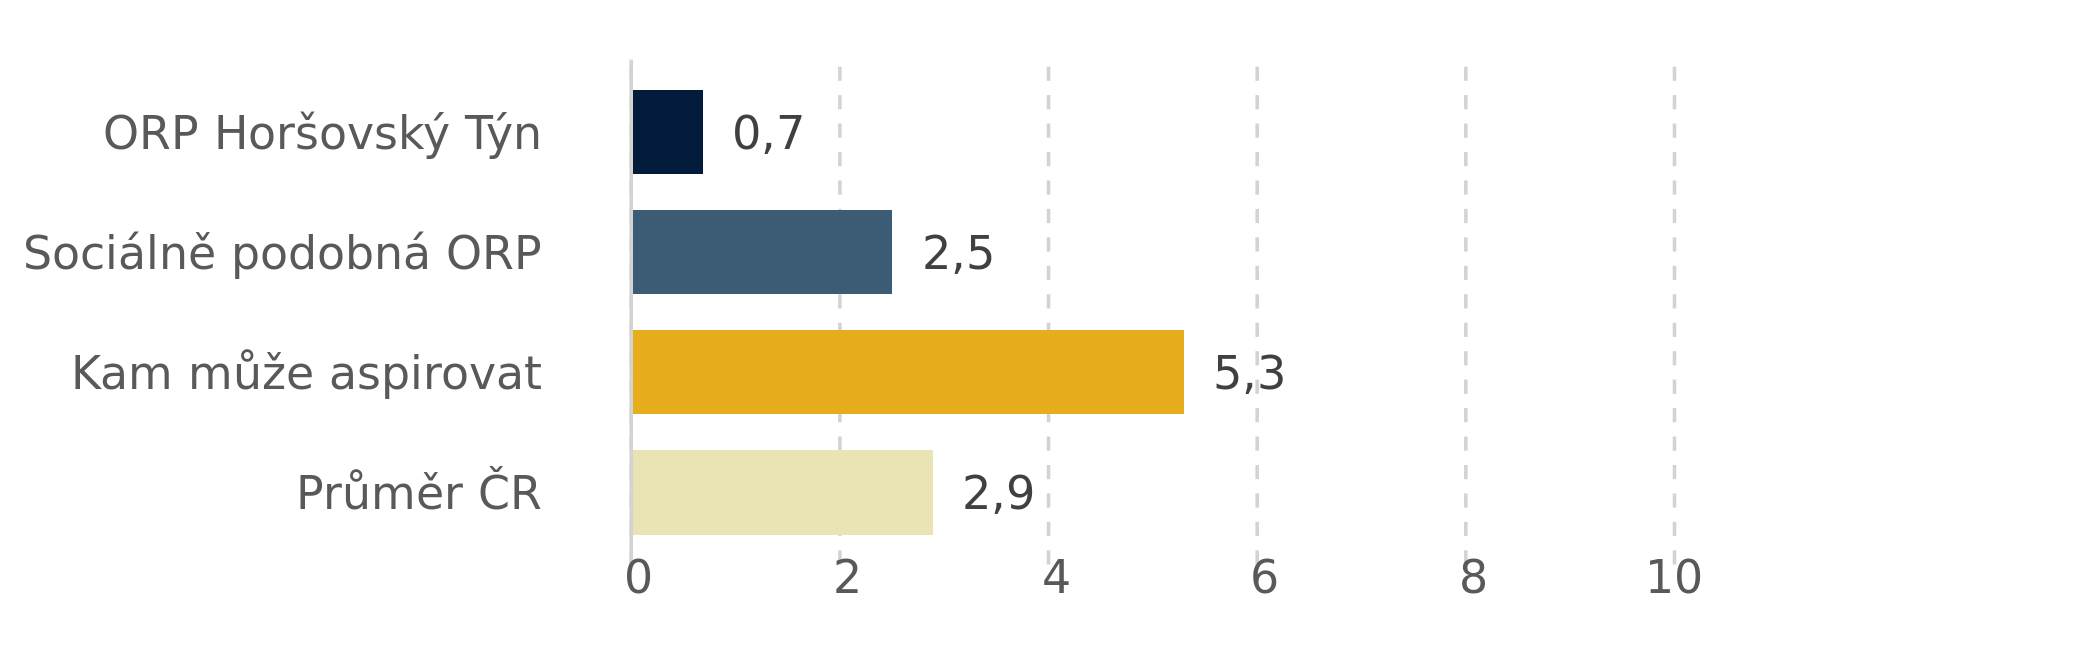 ORP Horšovský Týn 0,7
Sociálně podobná ORP 2,5
Kam může aspirovat 5,3
Průměr ČR 2,9
0 2 4 6 8 10